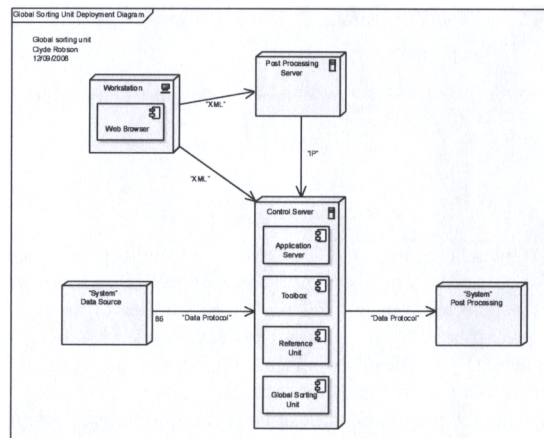 Global Sorting Unit Deployment Diagram
Global sorting unit
Clyde Robson
12/09/2008
Workstation
Web Browser
Post Processing
Server
"XML"
"XML"
"IP"
Control Server
Application
Server
Toolbox
Reference
Unit
Global Sorting
Unit
"System"
Data Source
86
"Data Protocol"
"Data Protocol"
"System"
Post Processing